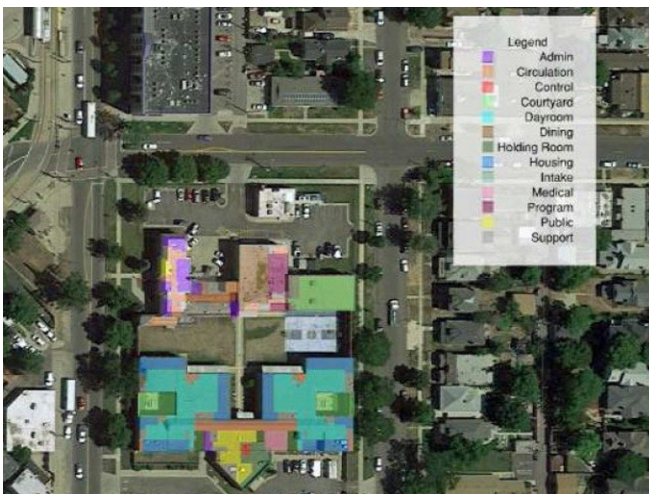 Legend
Admin
Circulation
Control
Courtyard
Dayroom
Dining
Holding Room
Housing
Intake
Medical
Program
Public
Support